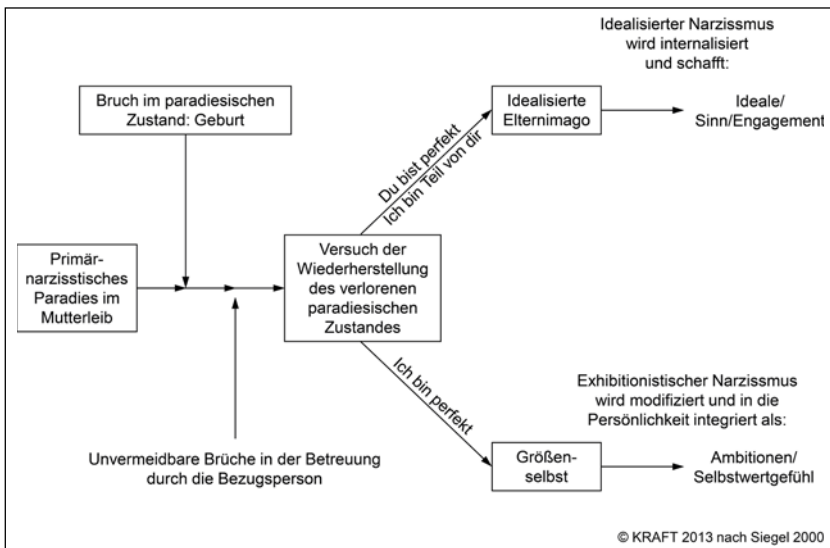 Idealisierter Narzissmus
wird internalisiert
und schafft:
Bruch im paradiesischen
Zustand: Geburt
Idealisierte
Elternimago
Ideale/
Sinn/Engagement
Du bist perfekt
Ich bin Teil von dir
Primär-
narzisstisches
Paradies im
Mutterleib
Versuch der
Wiederherstellung
des verlorenen
paradiesischen
Zustandes
Ich bin perfekt
Exhibitionistischer Narzissmus
wird modifiziert und in die
Persönlichkeit integriert als:
Unvermeidbare Brüche in der Betreuung
durch die Bezugsperson
Größen-
selbst
Ambitionen/
Selbstwertgefühl
© KRAFT 2013 nach Siegel 2000